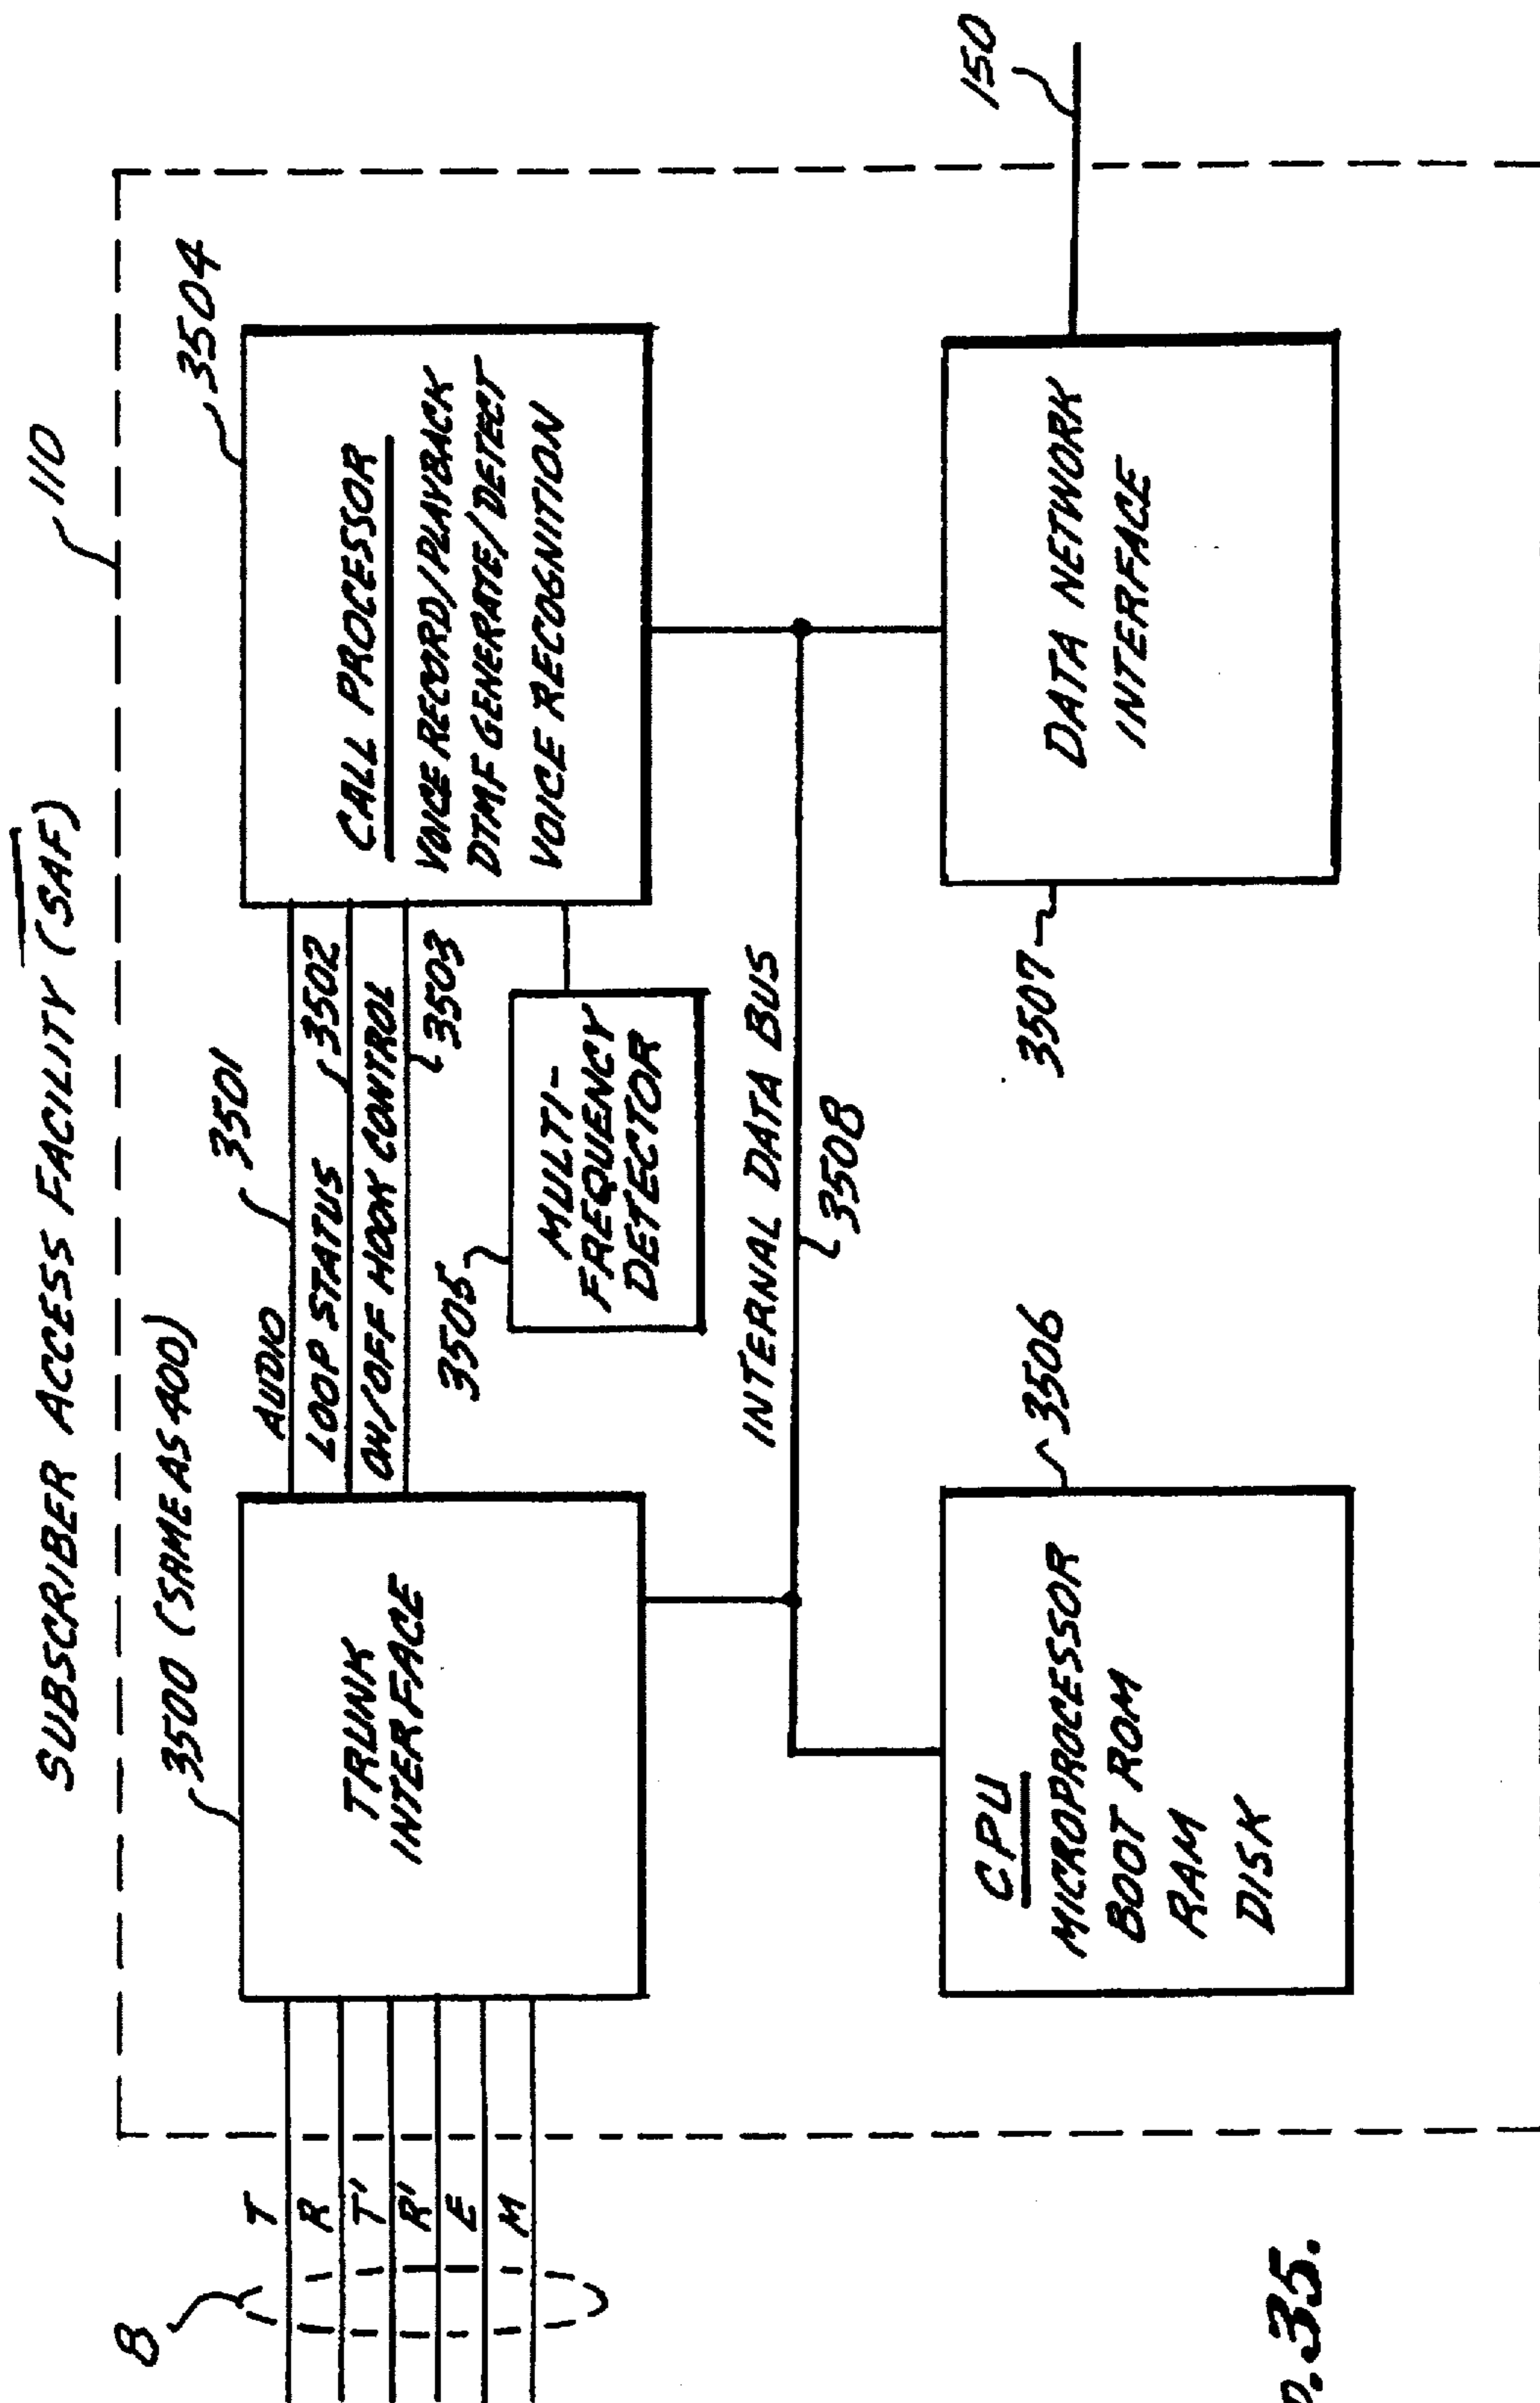 SUBSCRIBER ACCESS FACILITY (SAF)
110
3500 (SAME AS 400)
3501
3504
8
T
R
T'
R'
E
M
TRUNK
INTERFACE
AUDIO
LOOP STATUS
3502
ON/OFF HOOK CONTROL
3503
CALL PROCESSOR
VOICE RECORD/PLAYBACK
DTMF GENERATE/DETECT
VOICE RECOGNITION
3505
MULTI-
FREQUENCY
DETECTOR
INTERNAL DATA BUS
3508
CPU
MICROPROCESSOR
BOOT ROM
RAM
DISK
3506
3507
DATA NETWORK
INTERFACE
150
35.